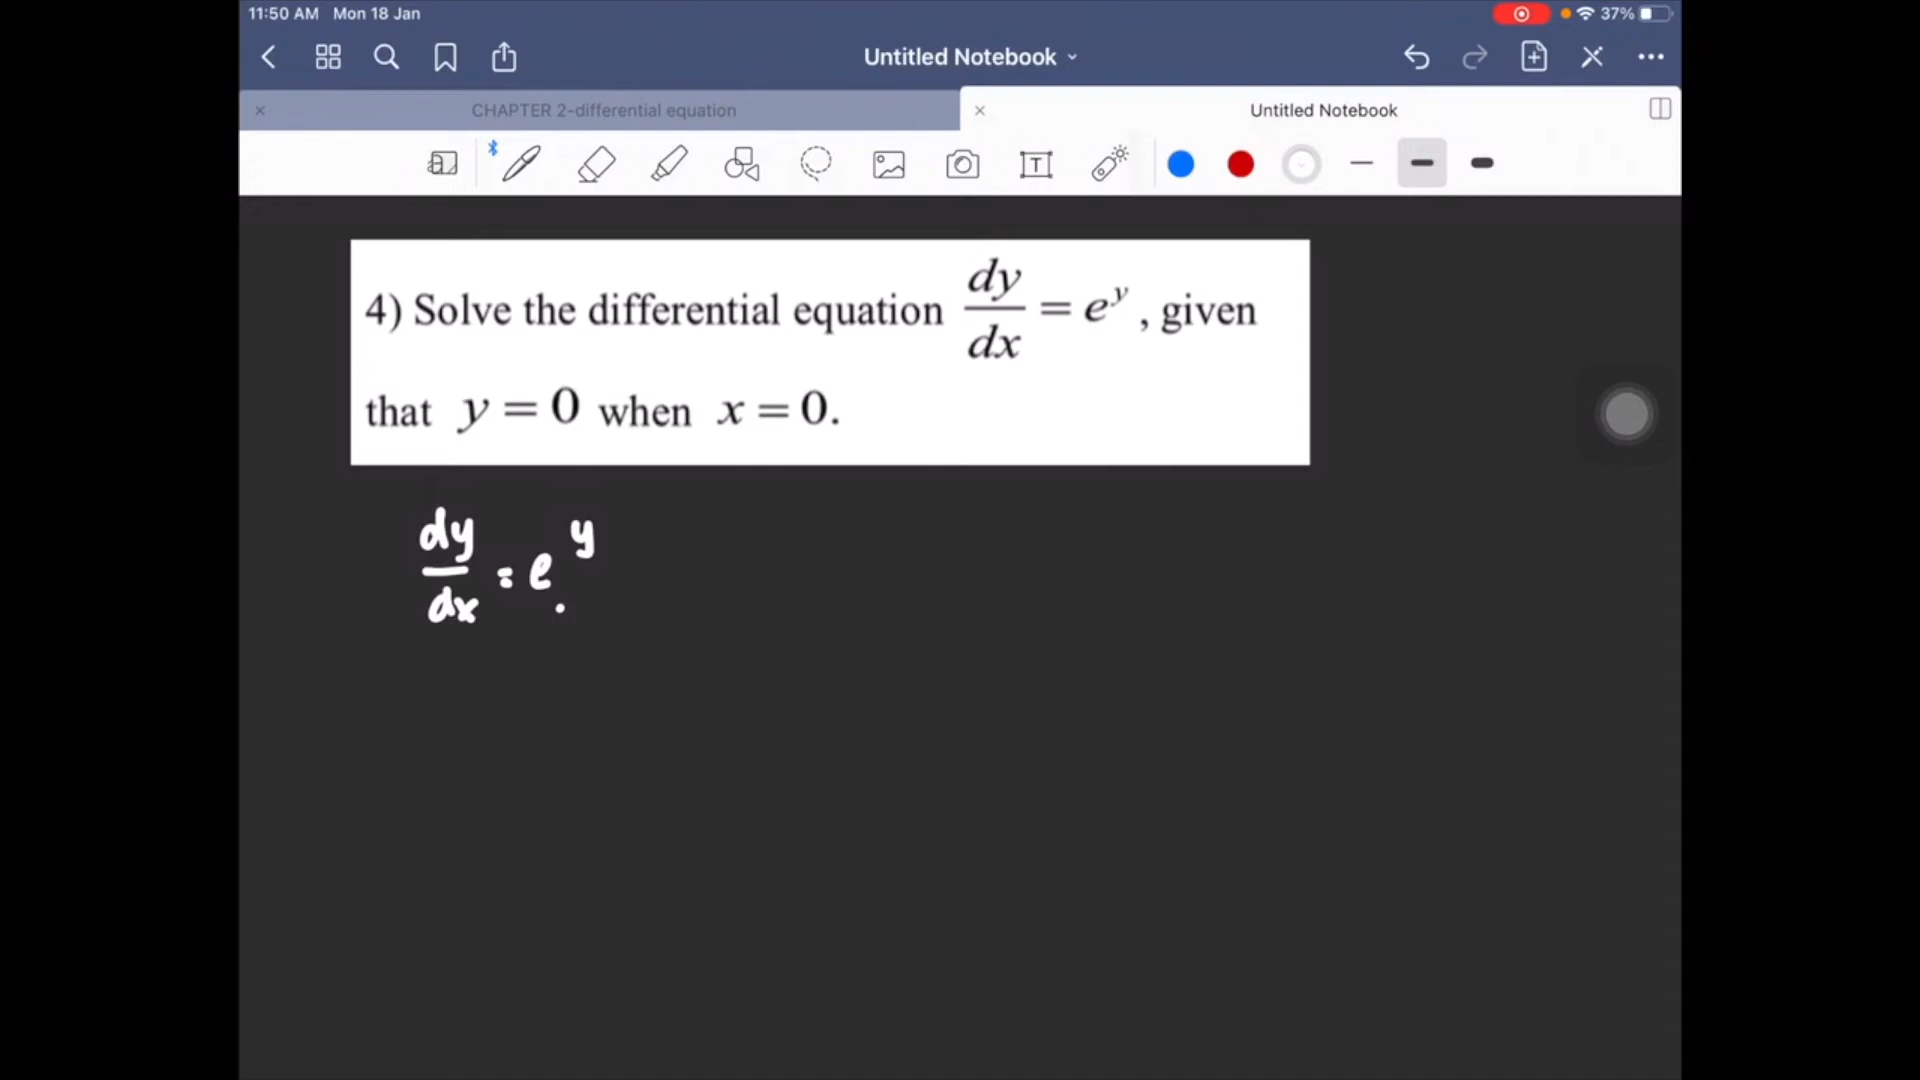 11:50 AM Mon 18 Jan 37%
Untitled Notebook
CHAPTER 2-differential equation
Untitled Notebook
4) Solve the differential equation dy/dx = e^y , given
that y = 0 when x = 0.
dy/dx = e^y